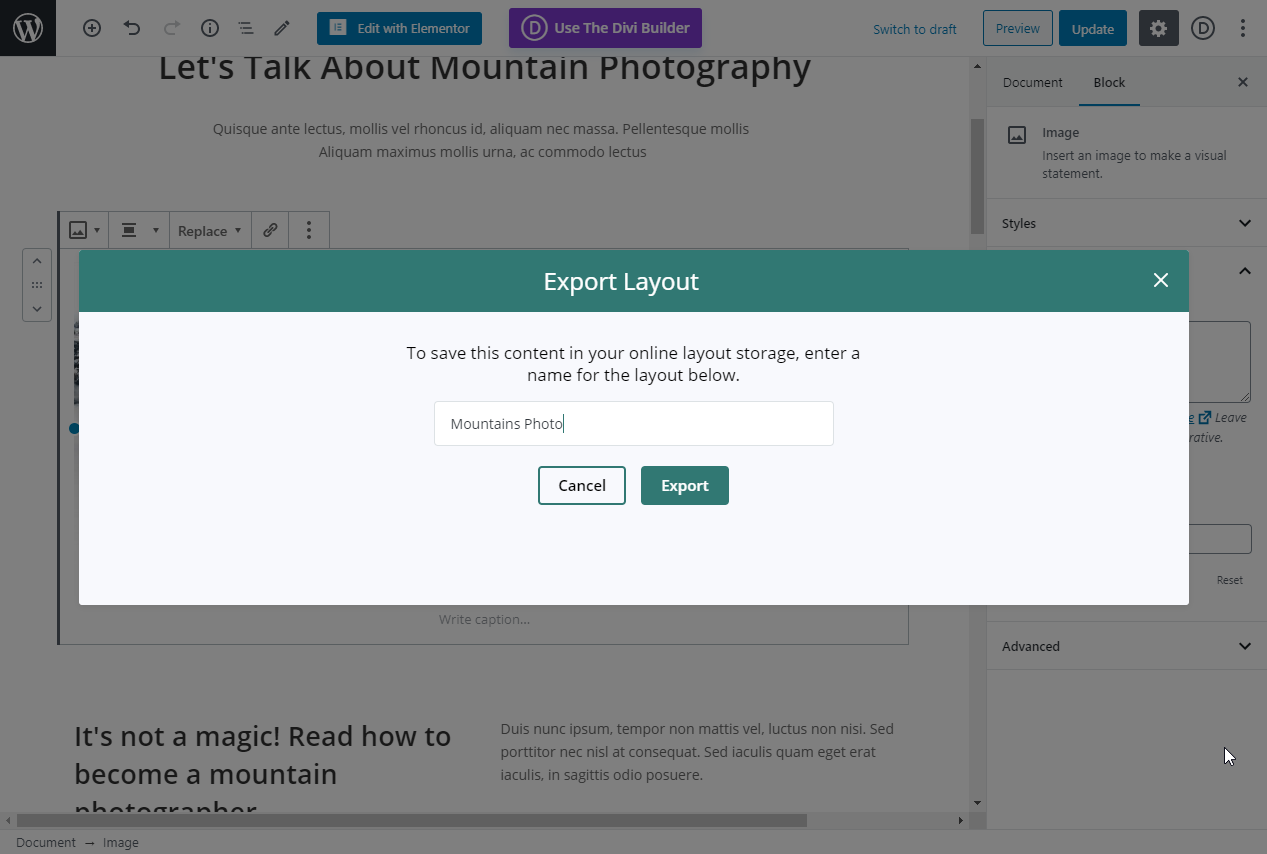 Edit with Elementor
D Use The Divi Builder
Switch to draft
Preview
Update
D
Let's Talk About Mountain Photography
Quisque ante lectus, mollis vel rhoncus id, aliquam nec massa. Pellentesque mollis
Aliquam maximus mollis urna, ac commodo lectus
Replace
Document
Block
Image
Insert an image to make a visual
statement.
Styles
Export Layout
To save this content in your online layout storage, enter a
name for the layout below.
Mountains Photo
Cancel
Export
Leave
rative.
Reset
Write caption...
Advanced
It's not a magic! Read how to
become a mountain
photographer
Duis nunc ipsum, tempor non mattis vel, luctus non nisi. Sed
porttitor nec nisl at consequat. Sed iaculis quam eget erat
iaculis, in sagittis odio posuere.
Document → Image